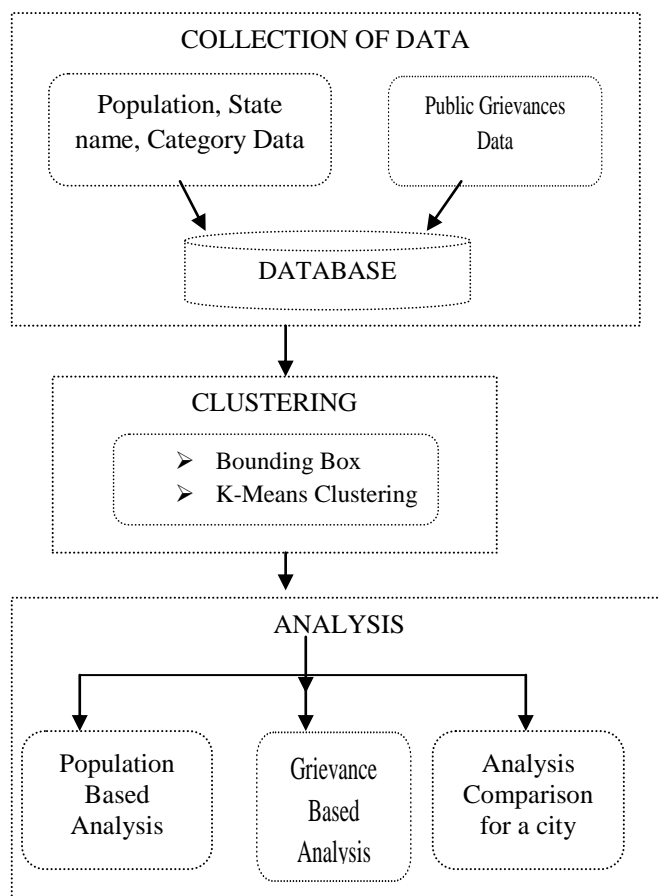 COLLECTION OF DATA
Population, State
name, Category Data
Public Grievances
Data
DATABASE
CLUSTERING
➢ Bounding Box
➢ K-Means Clustering
ANALYSIS
Population
Based
Analysis
Grievance
Based
Analysis
Analysis
Comparison
for a city